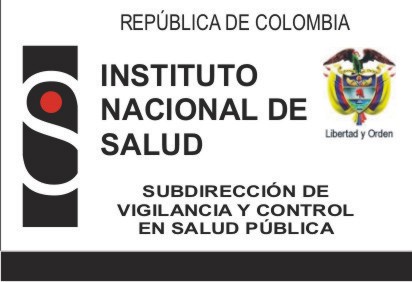 REPÚBLICA DE COLOMBIA
INSTITUTO
NACIONAL DE
SALUD
Libertad y Orden
SUBDIRECCIÓN DE
VIGILANCIA Y CONTROL
EN SALUD PÚBLICA